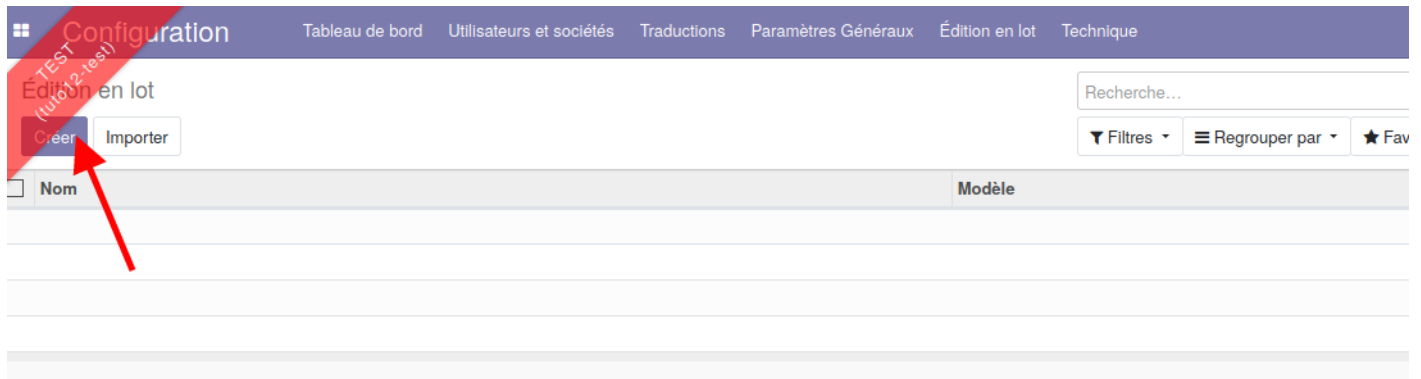 Configuration Tableau de bord Utilisateurs et sociétés Traductions Paramètres Généraux Édition en lot Technique
TEST
(tuto12-test)
Édition en lot
Recherche...
Créer Importer
Filtres Regrouper par Fav
Nom Modèle